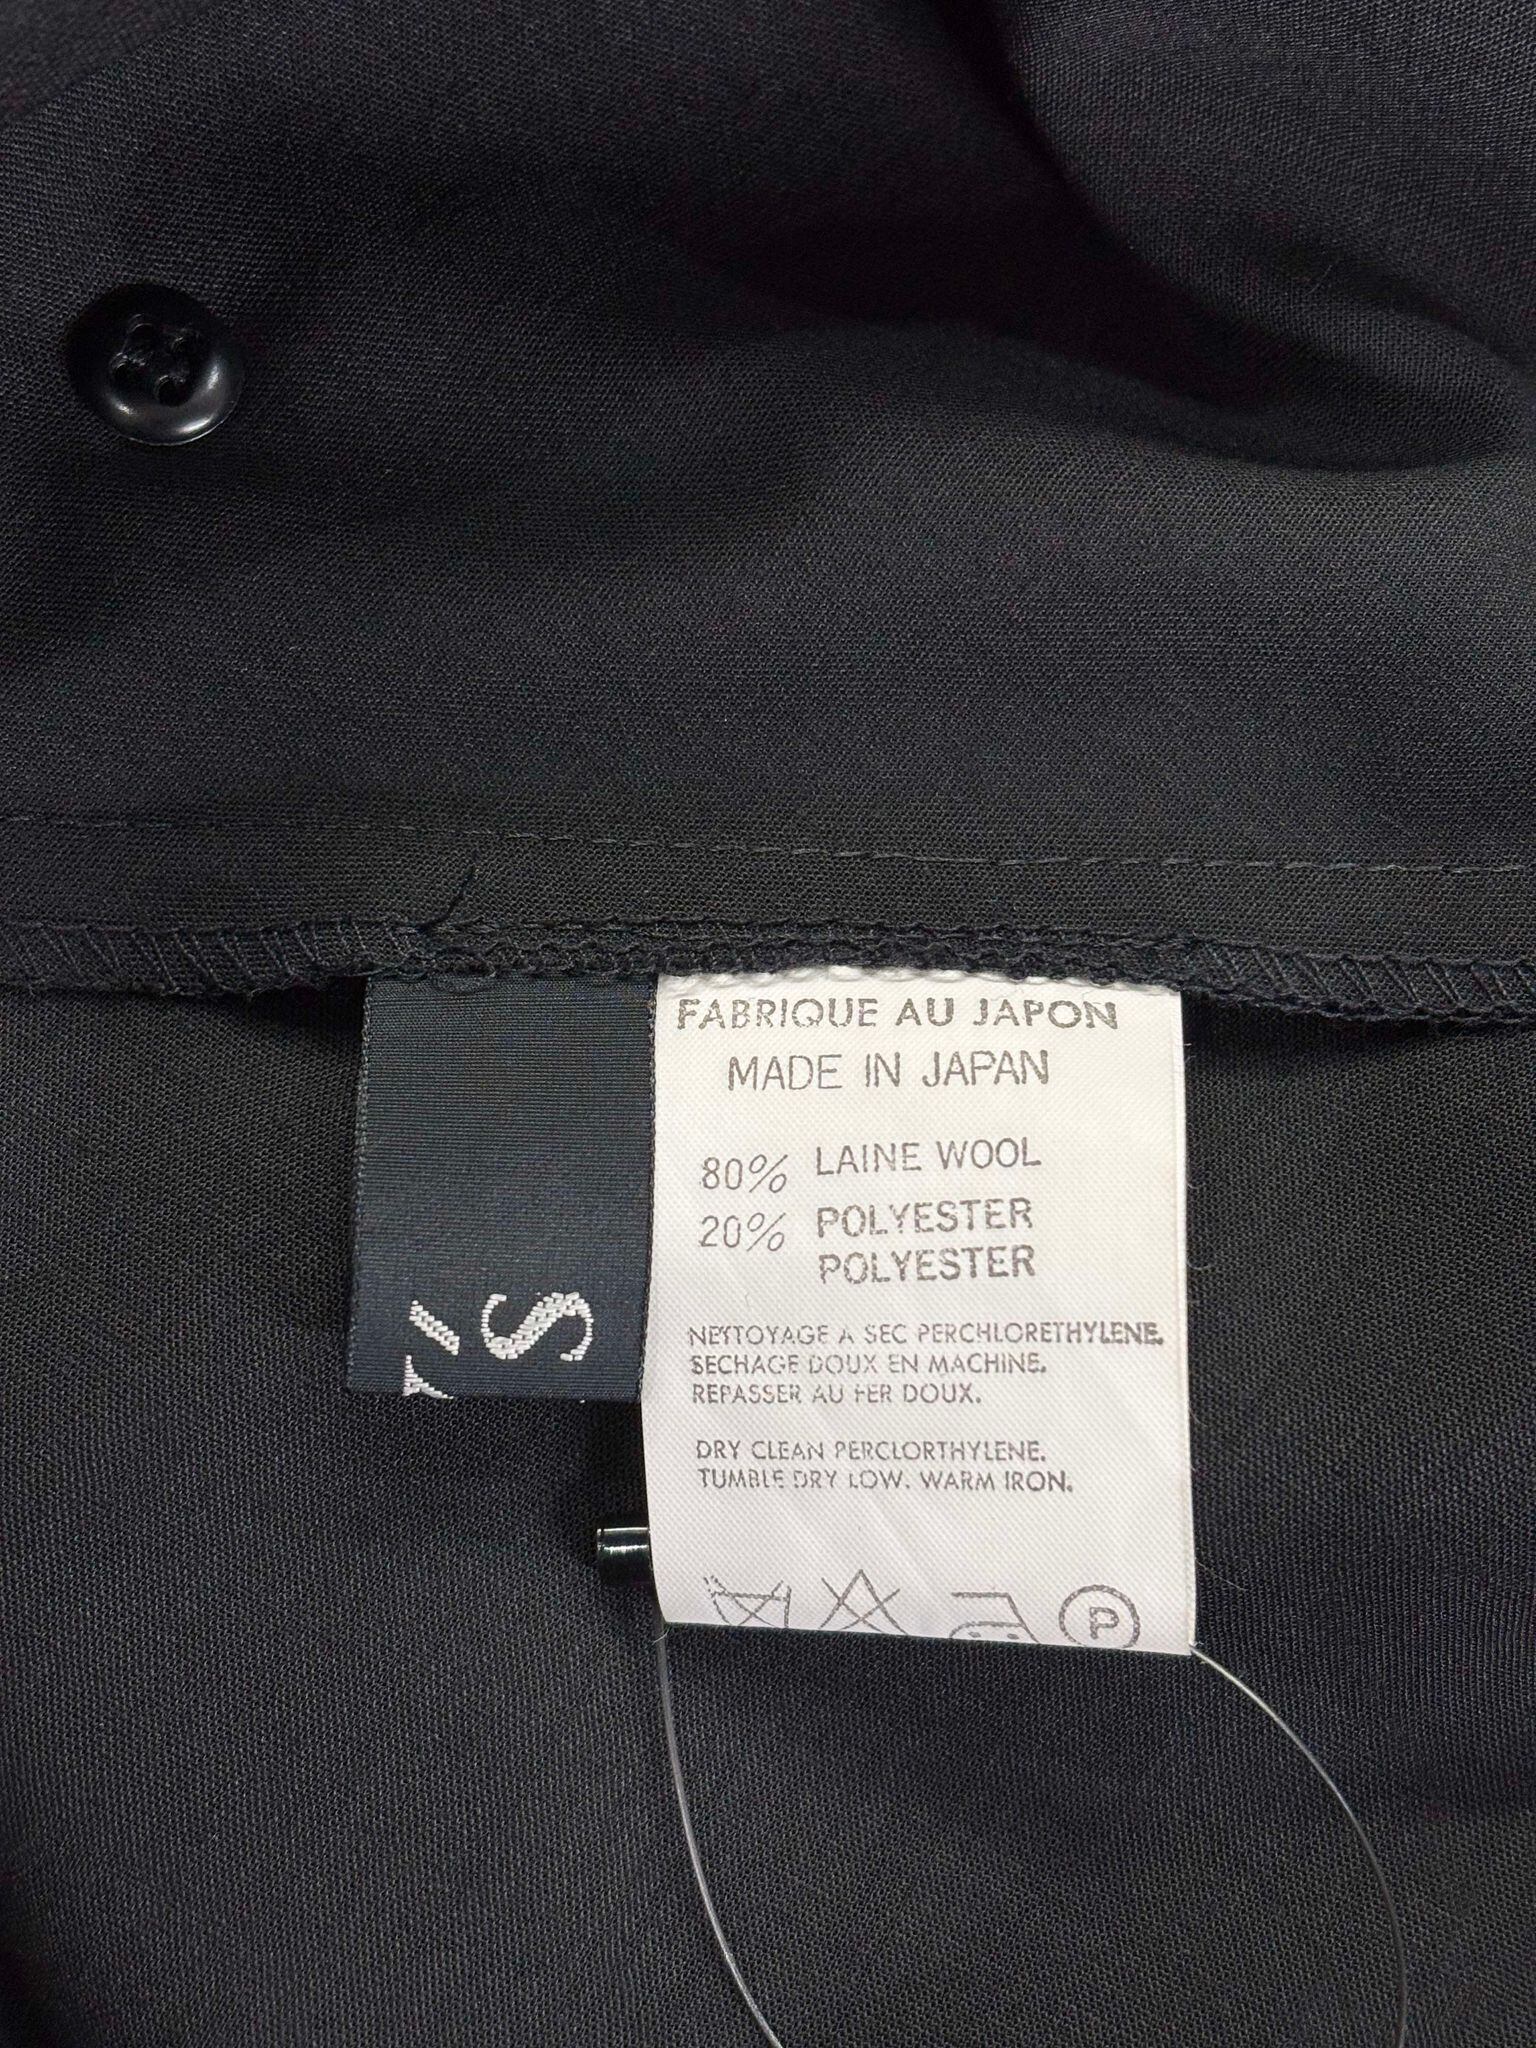 Y's
FABRIQUE AU JAPON
MADE IN JAPAN
80% LAINE WOOL
20% POLYESTER
POLYESTER
NETTOYAGE A SEC PERCHLORETHYLENE.
SECHAGE DOUX EN MACHINE.
REPASSER AU FER DOUX.
DRY CLEAN PERCLORTHYLENE.
TUMBLE DRY LOW. WARM IRON.
P